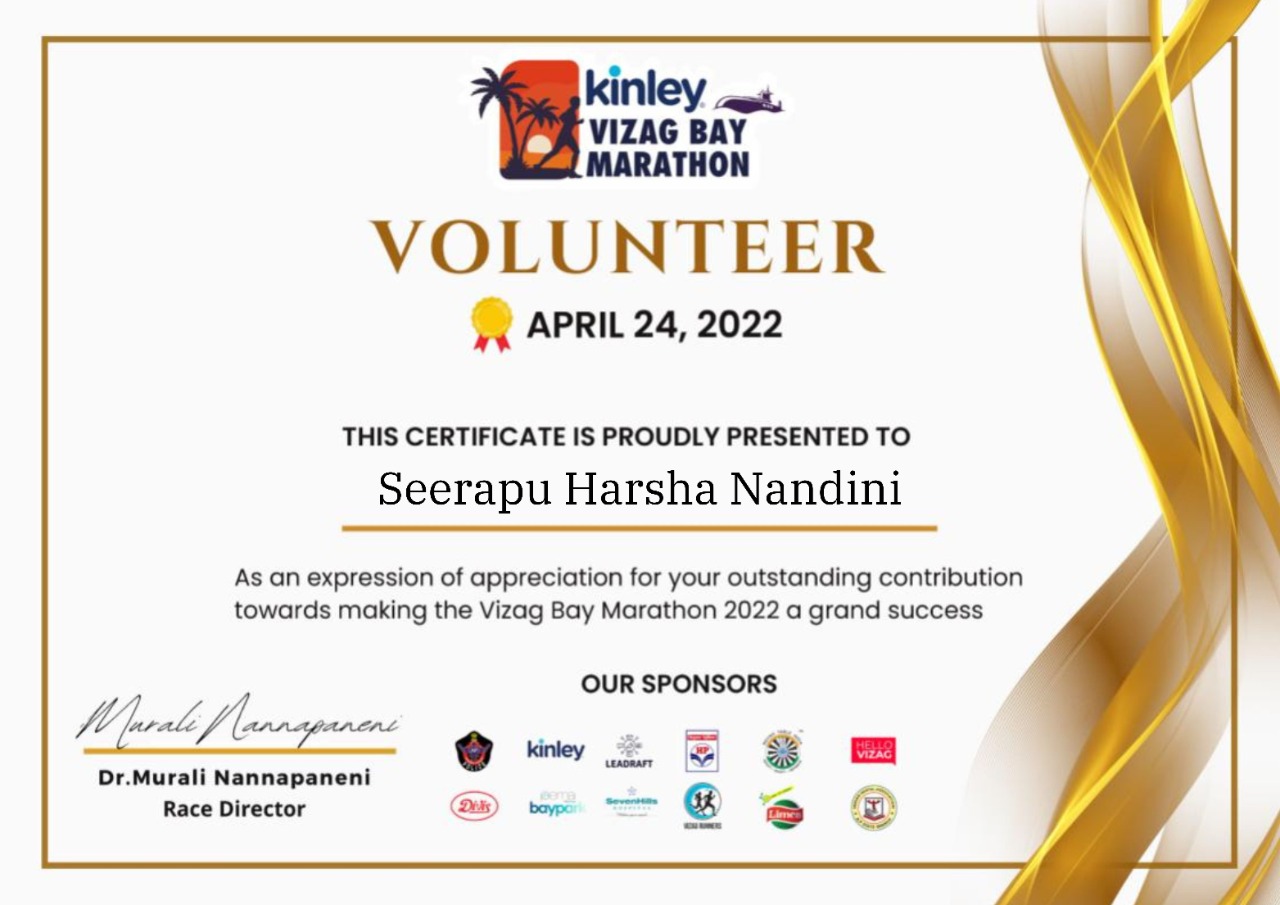 kinley
VIZAG BAY
MARATHON
VOLUNTEER
APRIL 24, 2022
THIS CERTIFICATE IS PROUDLY PRESENTED TO
Seerapu Harsha Nandini
As an expression of appreciation for your outstanding contribution
towards making the Vizag Bay Marathon 2022 a grand success
OUR SPONSORS
Murali Nannapaneni
Dr.Murali Nannapaneni
Race Director
kinley
LEADRAFT
HP
HELLO
VIZAG
Divis
baypark
SevenHills
HOSPITAL
VIZAG RUNNERS
Limca